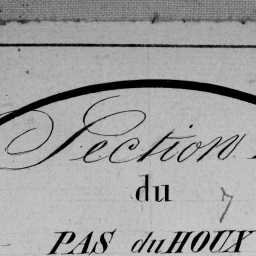 Section
du
7
PAS du HOUX